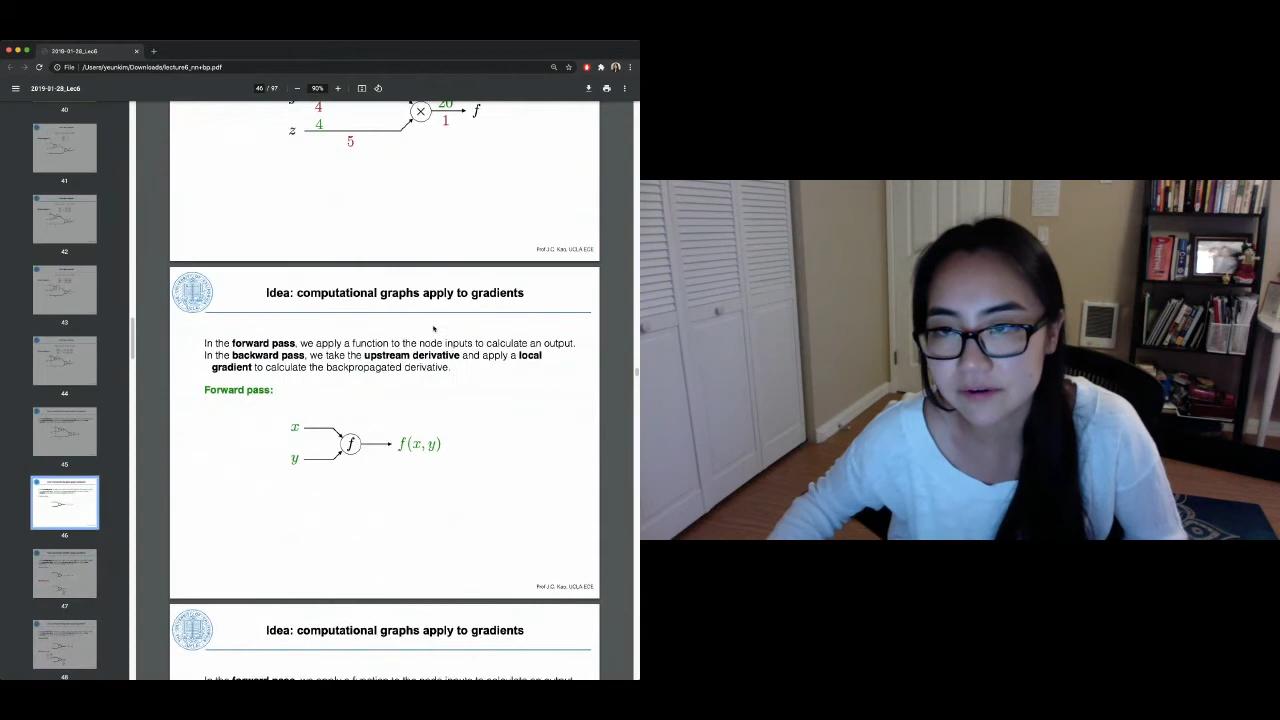 2019-01-28_Lec6
File
/Users/yeunkim/Downloads/lecture6_nn+bp.pdf
2019-01-28_Lec6
46 / 97
90%
40
41
42
43
44
45
46
47
48
4
20
×
f
1
z
4
5
Prof J.C. Kao, UCLA ECE
Idea: computational graphs apply to gradients
In the forward pass, we apply a function to the node inputs to calculate an output.
In the backward pass, we take the upstream derivative and apply a local
gradient to calculate the backpropagated derivative.
Forward pass:
x
f
f(x, y)
y
Prof J.C. Kao, UCLA ECE
Idea: computational graphs apply to gradients